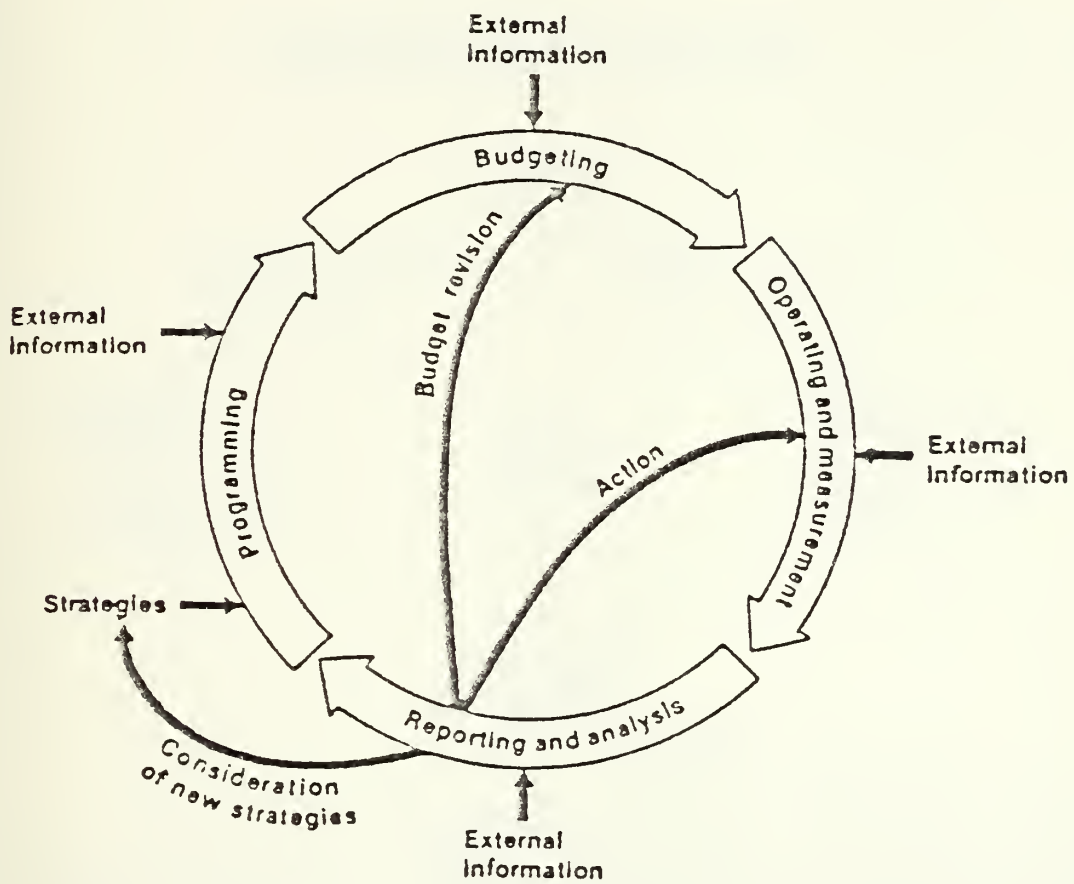 External
Information
Budgeting
Budget rovision
External
Information
Operating and measurement
Programming
Action
External
Information
Strategies
Reporting and analysis
Consideration
of new strategies
External
Information